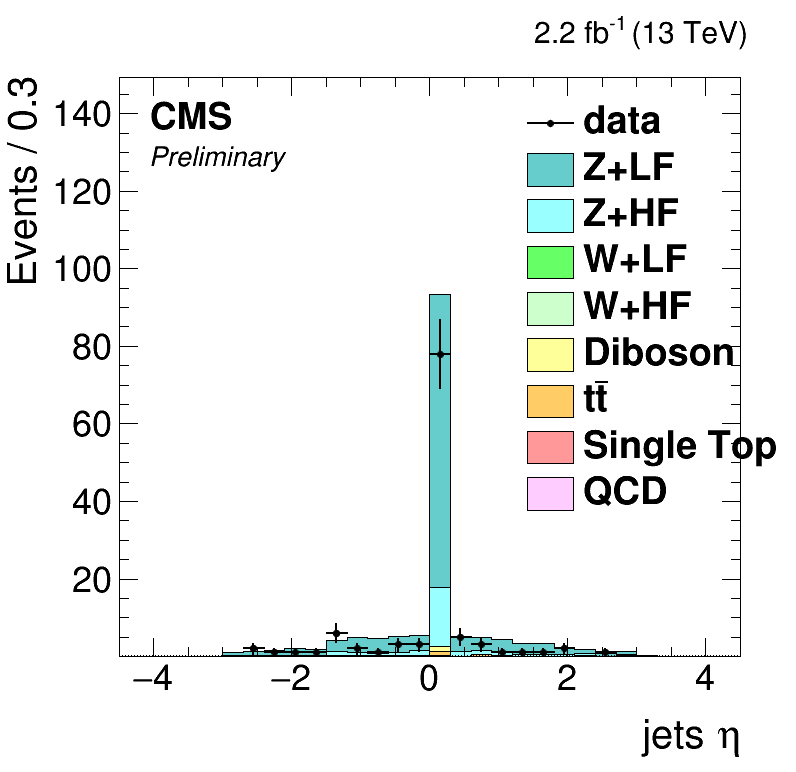 2.2 fb⁻¹ (13 TeV)
CMS
Preliminary
data
Z+LF
Z+HF
W+LF
W+HF
Diboson
tt̄
Single Top
QCD
Events / 0.3
140
120
100
80
60
40
20
−4 −2 0 2 4
jets η